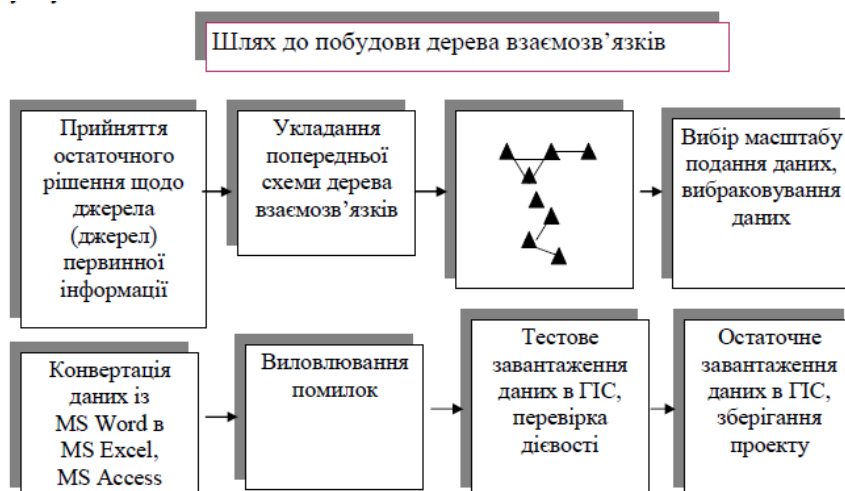 Шлях до побудови дерева взаємозв’язків
Прийняття
остаточного
рішення щодо
джерела
(джерел)
первинної
інформації
Укладання
попередньої
схеми дерева
взаємозв’язків
Вибір масштабу
подання даних,
вибраковування
даних
Конвертація
даних із
MS Word в
MS Excel,
MS Access
Виловлювання
помилок
Тестове
завантаження
даних в ГІС,
перевірка
дієвості
Остаточне
завантаження
даних в ГІС,
зберігання
проекту